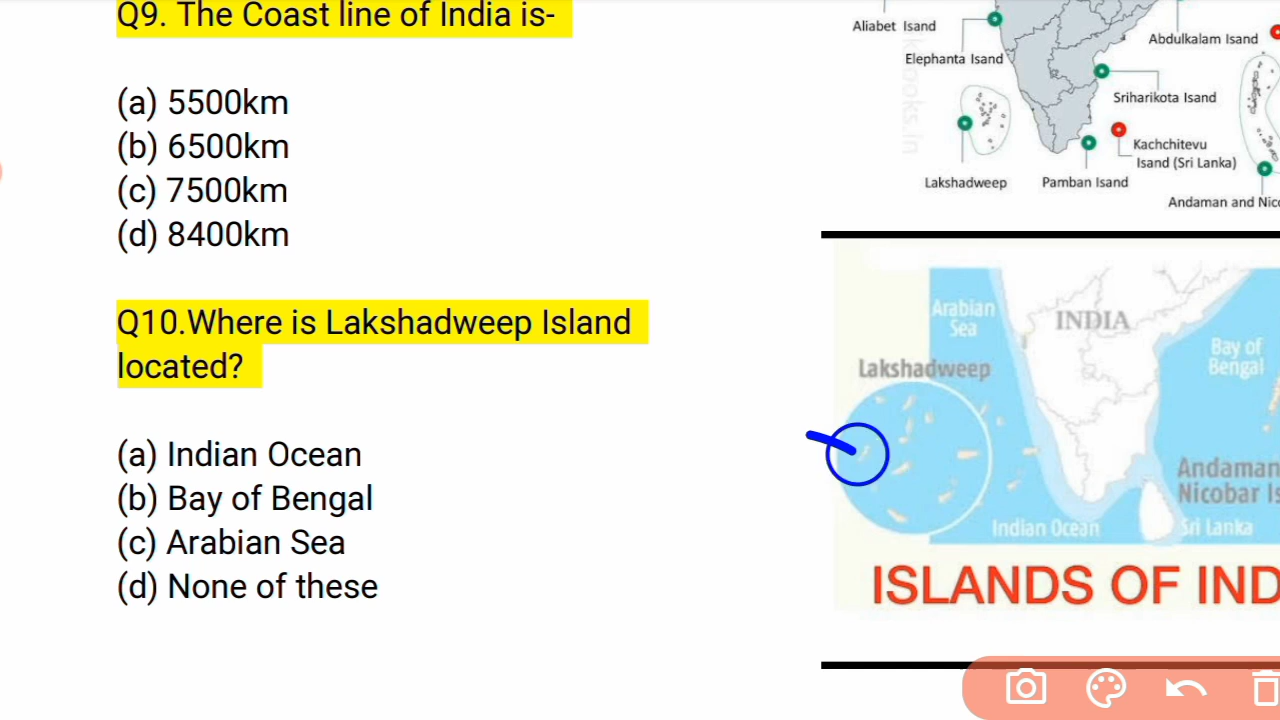 Q9. The Coast line of India is-
(a) 5500km
(b) 6500km
(c) 7500km
(d) 8400km
Q10.Where is Lakshadweep Island
located?
(a) Indian Ocean
(b) Bay of Bengal
(c) Arabian Sea
(d) None of these
Aliabet Isand
Elephanta Isand
Abdulkalam Isand
Sriharikota Isand
Kachchitevu
Isand (Sri Lanka)
Lakshadweep
Pamban Isand
Andaman and Nico
Arabian
Sea
INDIA
Bay of
Bengal
Lakshadweep
Andaman
Nicobar Is
Indian Ocean
Sri Lanka
ISLANDS OF IND